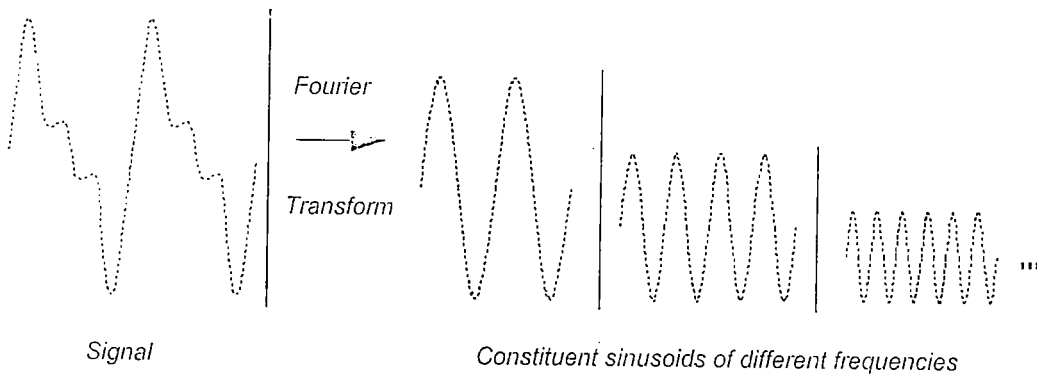 Fourier
Transform
...
Signal
Constituent sinusoids of different frequencies